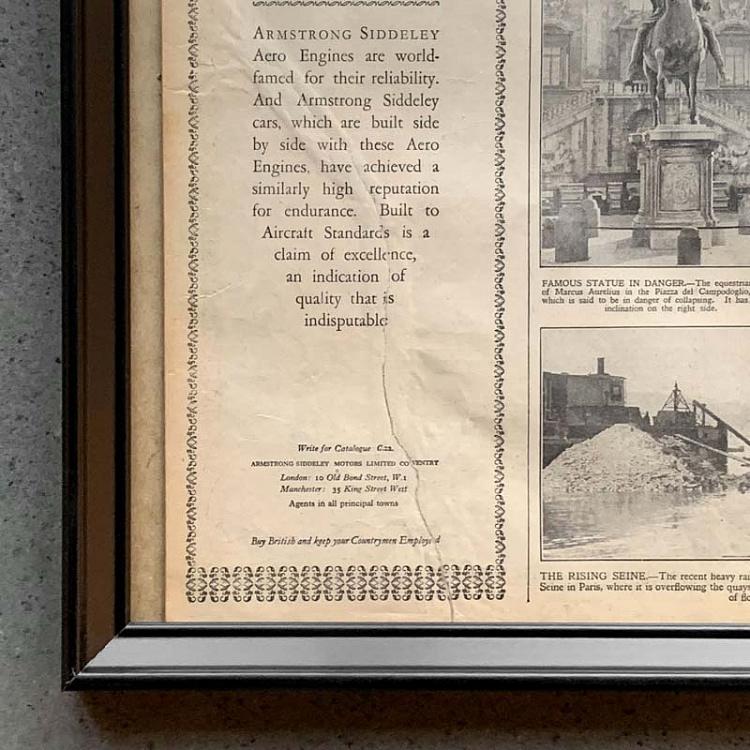 ARMSTRONG SIDDELEY
Aero Engines are world-
famed for their reliability.
And Armstrong Siddeley
cars, which are built side
by side with these Aero
Engines, have achieved a
similarly high reputation
for endurance. Built to
Aircraft Standards is a
claim of excellence,
an indication of
quality that is
indisputable
Write for Catalogue C.22.
ARMSTRONG SIDDELEY MOTORS LIMITED COVENTRY
London: 10 Old Bond Street, W.1
Manchester: 35 King Street West
Agents in all principal towns
Buy British and keep your Countrymen Employed
FAMOUS STATUE IN DANGER.—The equestrian
of Marcus Aurelius in the Piazza del Campodoglio,
which is said to be in danger of collapsing. It has
inclination on the right side.
THE RISING SEINE.—The recent heavy rai
Seine in Paris, where it is overflowing the quays
of flo